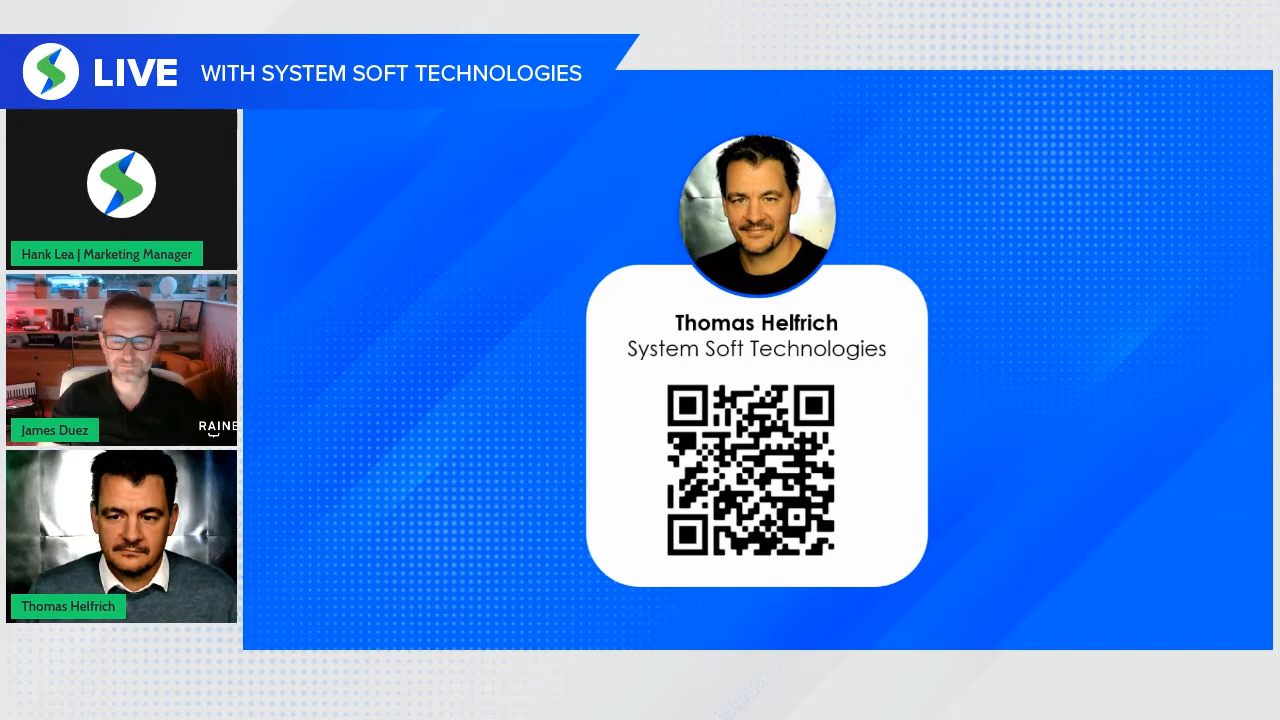 LIVE WITH SYSTEM SOFT TECHNOLOGIES
Hank Lea | Marketing Manager
James Duez
Thomas Helfrich
Thomas Helfrich
System Soft Technologies